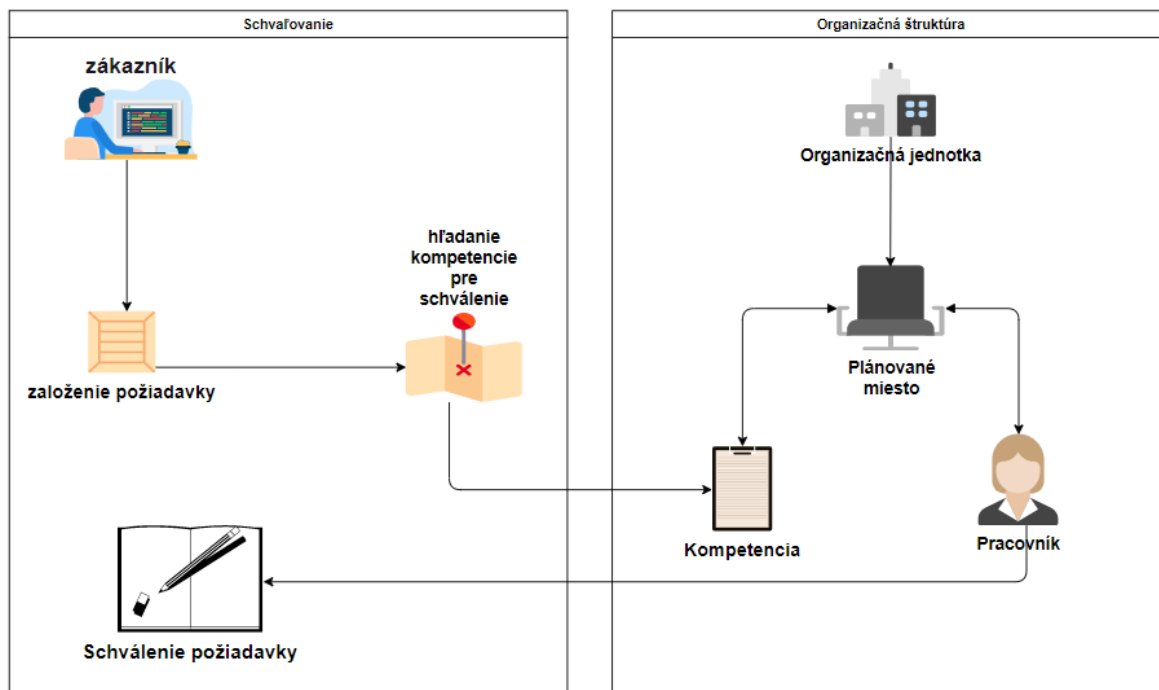 Schvaľovanie
zákazník
hľadanie
kompetencie
pre
schválenie
založenie požiadavky
Schválenie požiadavky
Organizačná štruktúra
Organizačná jednotka
Plánované
miesto
Kompetencia
Pracovník